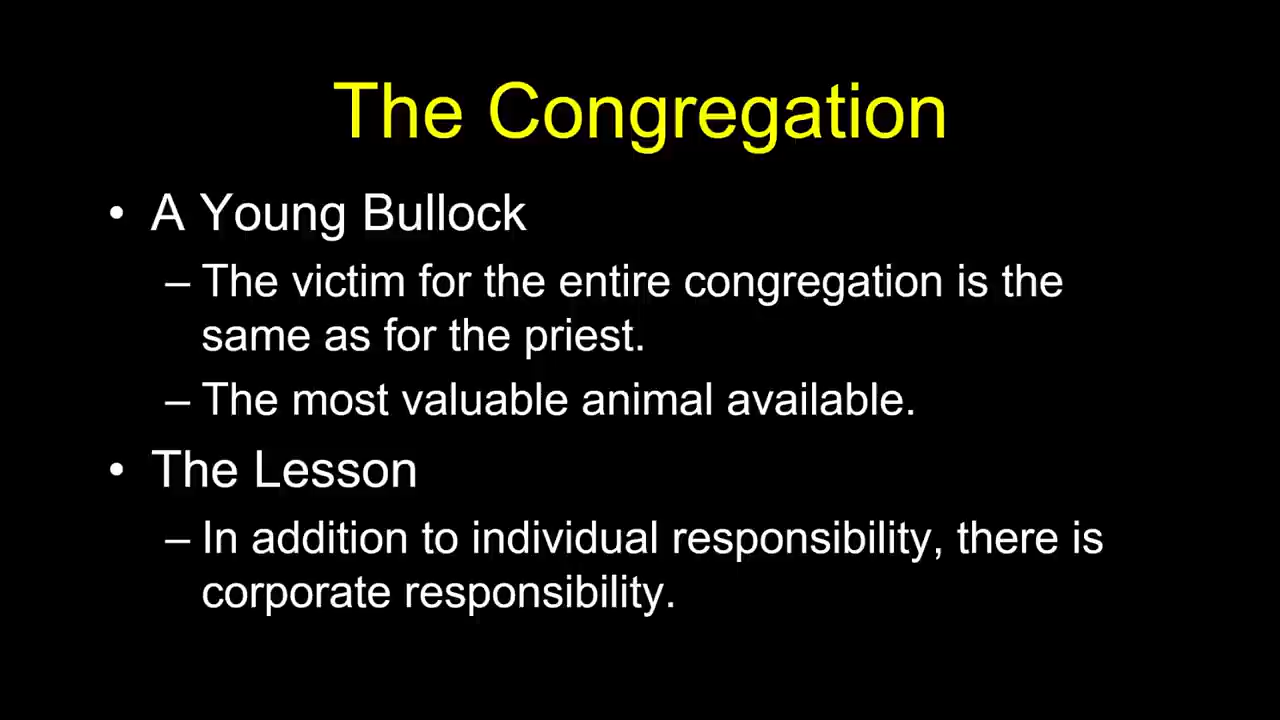 The Congregation
• A Young Bullock
– The victim for the entire congregation is the
same as for the priest.
– The most valuable animal available.
• The Lesson
– In addition to individual responsibility, there is
corporate responsibility.